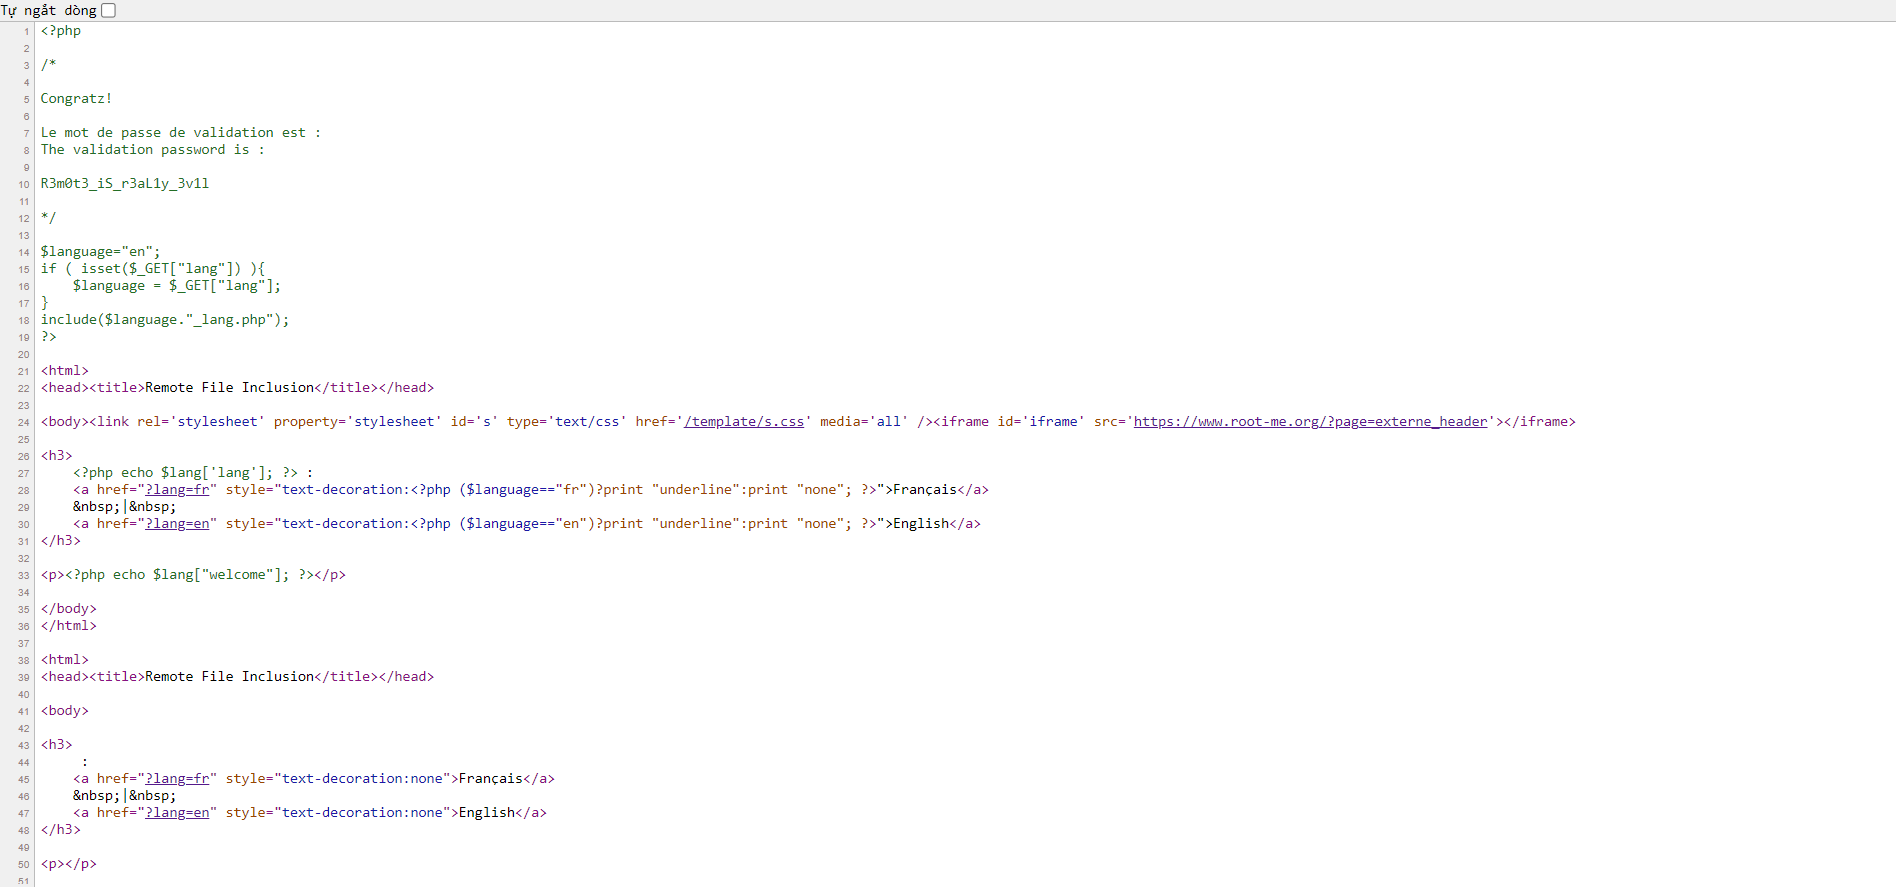 Tự ngắt dòng
1 <?php
2
3 /*
4
5 Congratz!
6
7 Le mot de passe de validation est :
8 The validation password is :
9
10 R3m0t3_iS_r3aL1y_3v1l
11
12 */
13
14 $language="en";
15 if ( isset($_GET["lang"]) ){
16     $language = $_GET["lang"];
17 }
18 include($language."_lang.php");
19 ?>
20
21 <html>
22 <head><title>Remote File Inclusion</title></head>
23
24 <body><link rel='stylesheet' property='stylesheet' id='s' type='text/css' href='/template/s.css' media='all' /><iframe id='iframe' src='https://www.root-me.org/?page=externe_header'></iframe>
25
26 <h3>
27     <?php echo $lang['lang']; ?> :
28     <a href="?lang=fr" style="text-decoration:<?php ($language=="fr")?print "underline":print "none"; ?>">Français</a>
29     &nbsp;|&nbsp;
30     <a href="?lang=en" style="text-decoration:<?php ($language=="en")?print "underline":print "none"; ?>">English</a>
31 </h3>
32
33 <p><?php echo $lang["welcome"]; ?></p>
34
35 </body>
36 </html>
37
38 <html>
39 <head><title>Remote File Inclusion</title></head>
40
41 <body>
42
43 <h3>
44      :
45     <a href="?lang=fr" style="text-decoration:none">Français</a>
46     &nbsp;|&nbsp;
47     <a href="?lang=en" style="text-decoration:none">English</a>
48 </h3>
49
50 <p></p>
51